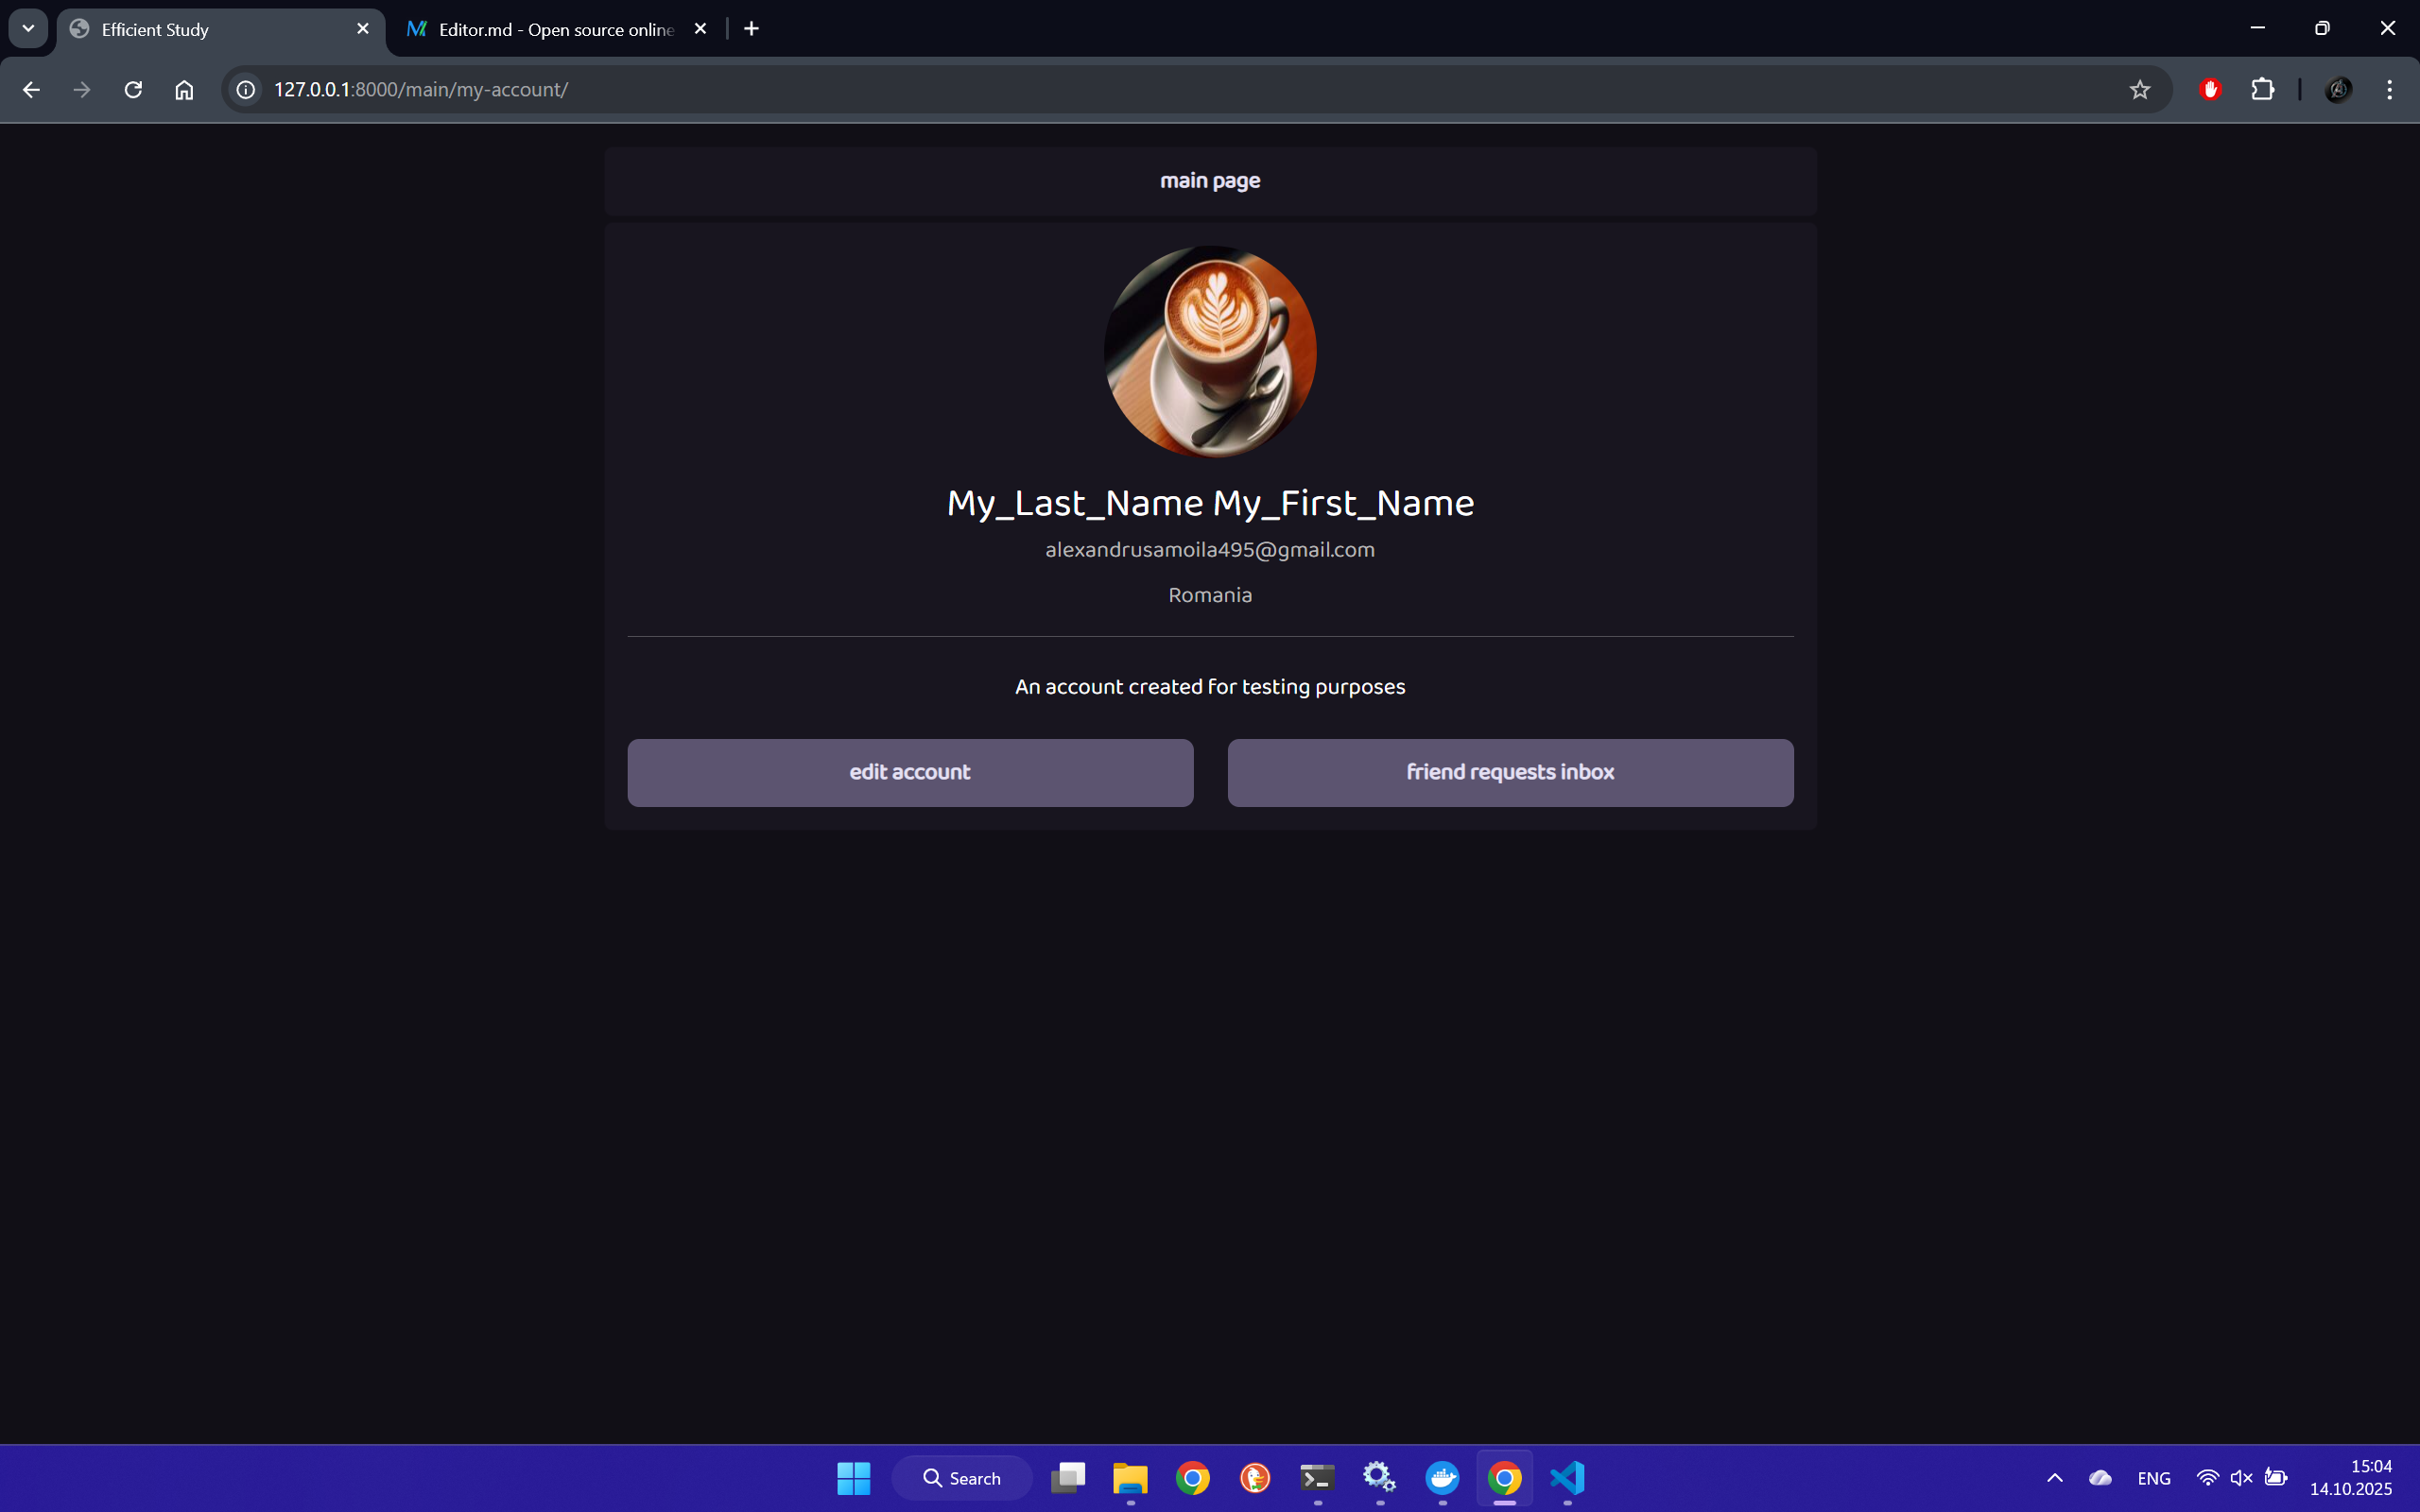 Efficient Study
Editor.md - Open source online
127.0.0.1:8000/main/my-account/
main page
My_Last_Name My_First_Name
alexandrusamoila495@gmail.com
Romania
An account created for testing purposes
edit account
friend requests inbox
Search
ENG
15:04
14.10.2025